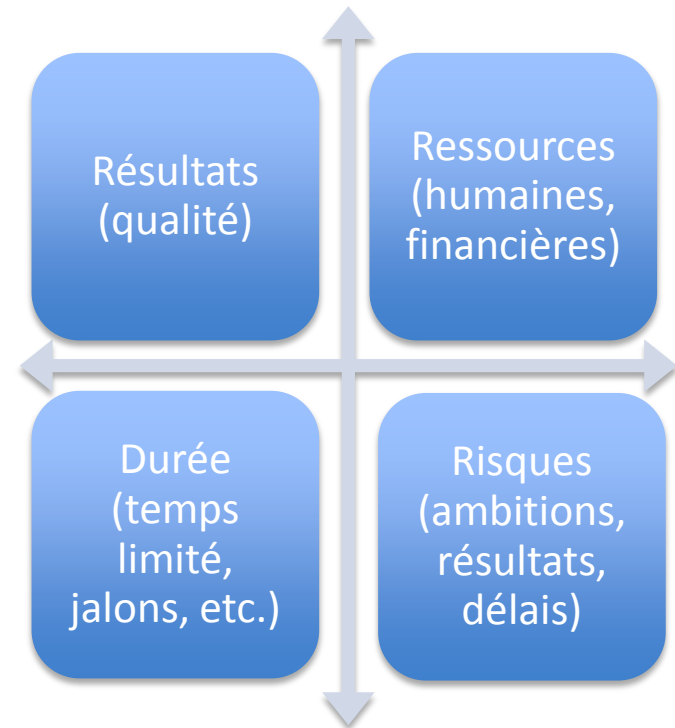 Résultats
(qualité)
Ressources
(humaines,
financières)
Durée
(temps
limité,
jalons, etc.)
Risques
(ambitions,
résultats,
délais)